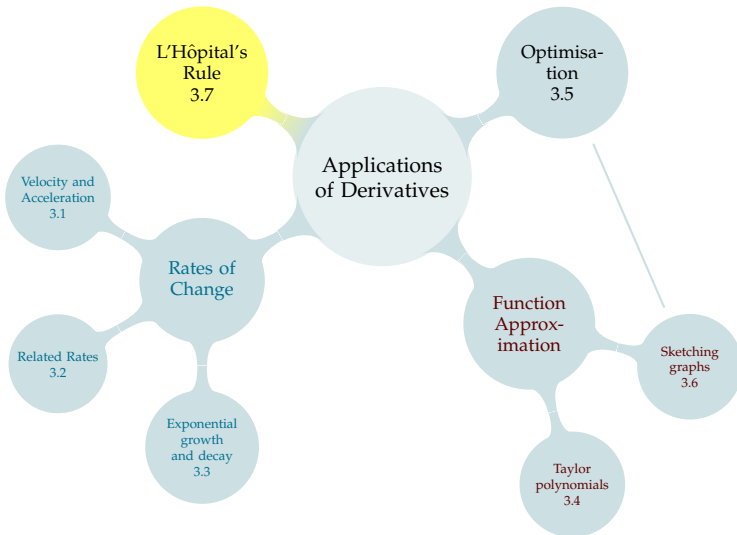 L'Hôpital's
Rule
3.7
Optimisa-
tion
3.5
Applications
of Derivatives
Velocity and
Acceleration
3.1
Rates of
Change
Related Rates
3.2
Exponential
growth
and decay
3.3
Function
Approx-
imation
Sketching
graphs
3.6
Taylor
polynomials
3.4